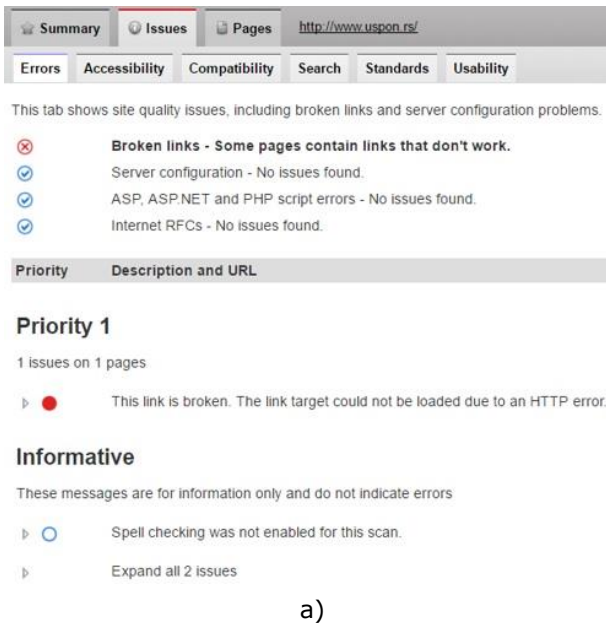 Summary Issues Pages http://www.uspon.rs/
Errors Accessibility Compatibility Search Standards Usability
This tab shows site quality issues, including broken links and server configuration problems.
Broken links - Some pages contain links that don't work.
Server configuration - No issues found.
ASP, ASP.NET and PHP script errors - No issues found.
Internet RFCs - No issues found.
Priority Description and URL
Priority 1
1 issues on 1 pages
This link is broken. The link target could not be loaded due to an HTTP error.
Informative
These messages are for information only and do not indicate errors
Spell checking was not enabled for this scan.
Expand all 2 issues
a)